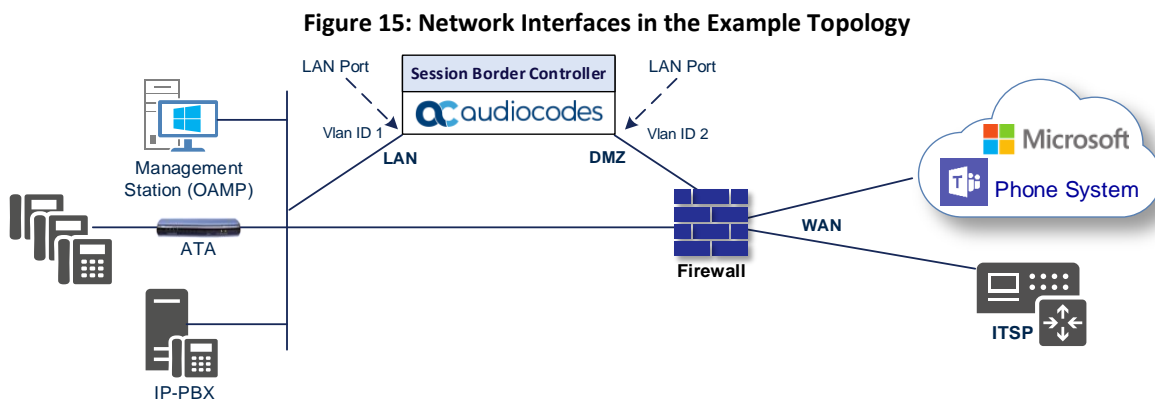 Figure 15: Network Interfaces in the Example Topology
LAN Port
Session Border Controller
LAN Port
audiocodes
Vlan ID 1
Vlan ID 2
LAN
DMZ
Management
Station (OAMP)
Microsoft
T
Phone System
ATA
WAN
Firewall
ITSP
IP-PBX